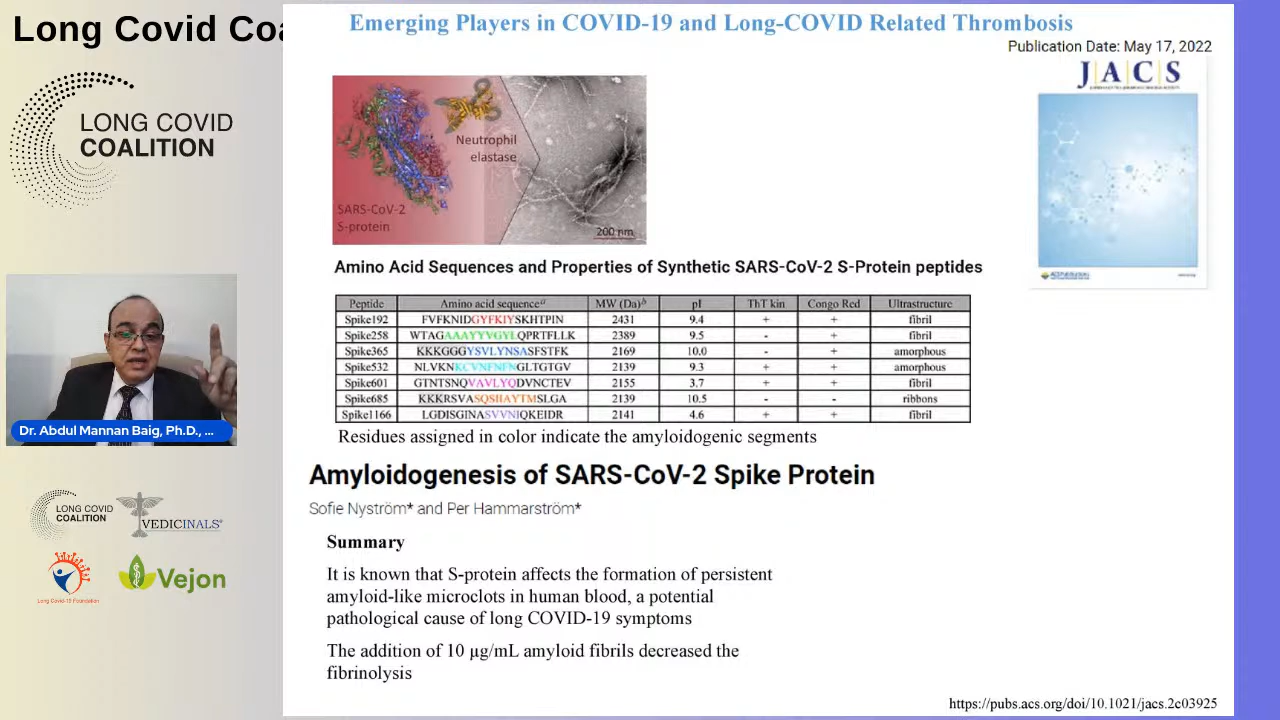 Long Covid Coa
LONG COVID
COALITION
Dr. Abdul Mannan Baig, Ph.D., ...
LONG COVID
COALITION
VEDICINALS®
Long Covid-19 Foundation
Vejon
Emerging Players in COVID-19 and Long-COVID Related Thrombosis
Publication Date: May 17, 2022
JACS
Neutrophil
elastase
SARS-CoV-2
S-protein
200 nm
ACS Publications
Amino Acid Sequences and Properties of Synthetic SARS-CoV-2 S-Protein peptides
Peptide Amino acid sequenceᵃ MW (Da)ᵇ pI ThT kin Congo Red Ultrastructure
Spike192 FVFKNIDGYFKIYSKHTPIN 2431 9.4 + + fibril
Spike258 WTAGAAAYYVGYLQPRTFLLK 2389 9.5 - + fibril
Spike365 KKKGGGYSVLYNSASFSTFK 2169 10.0 - + amorphous
Spike532 NLVKNKCVNFNFNGLTGTGV 2139 9.3 + + amorphous
Spike601 GTNTSNQVAVLYQDVNCTEV 2155 3.7 + + fibril
Spike685 KKKRSVASQSIIAYTMSLGA 2139 10.5 - - ribbons
Spike1166 LGDISGINASVVNIQKEIDR 2141 4.6 + + fibril
Residues assigned in color indicate the amyloidogenic segments
Amyloidogenesis of SARS-CoV-2 Spike Protein
Sofie Nyström* and Per Hammarström*
Summary
It is known that S-protein affects the formation of persistent
amyloid-like microclots in human blood, a potential
pathological cause of long COVID-19 symptoms
The addition of 10 µg/mL amyloid fibrils decreased the
fibrinolysis
https://pubs.acs.org/doi/10.1021/jacs.2c03925